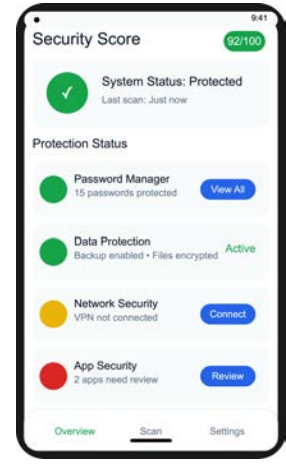 9:41
Security Score
92/100
System Status: Protected
Last scan: Just now
Protection Status
Password Manager
15 passwords protected
View All
Data Protection
Backup enabled • Files encrypted
Active
Network Security
VPN not connected
Connect
App Security
2 apps need review
Review
Overview Scan Settings